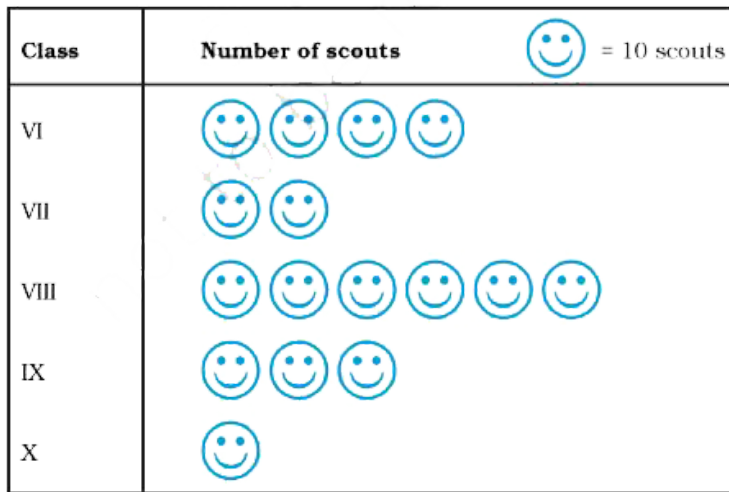 Class Number of scouts = 10 scouts
VI
VII
VIII
IX
X